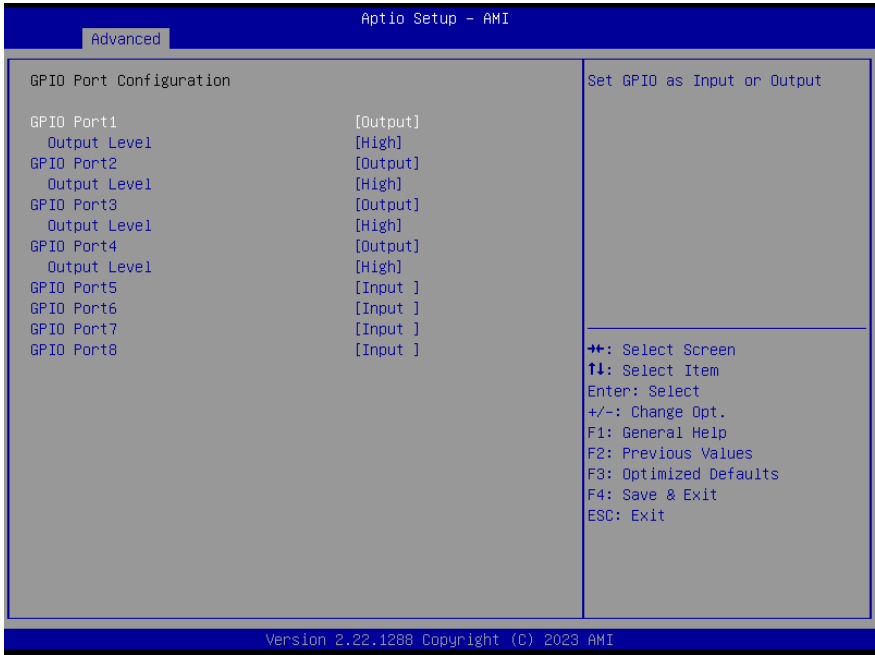 Aptio Setup – AMI
Advanced
GPIO Port Configuration
GPIO Port1 [Output]
Output Level [High]
GPIO Port2 [Output]
Output Level [High]
GPIO Port3 [Output]
Output Level [High]
GPIO Port4 [Output]
Output Level [High]
GPIO Port5 [Input ]
GPIO Port6 [Input ]
GPIO Port7 [Input ]
GPIO Port8 [Input ]
Set GPIO as Input or Output
→←: Select Screen
↑↓: Select Item
Enter: Select
+/-: Change Opt.
F1: General Help
F2: Previous Values
F3: Optimized Defaults
F4: Save & Exit
ESC: Exit
Version 2.22.1288 Copyright (C) 2023 AMI